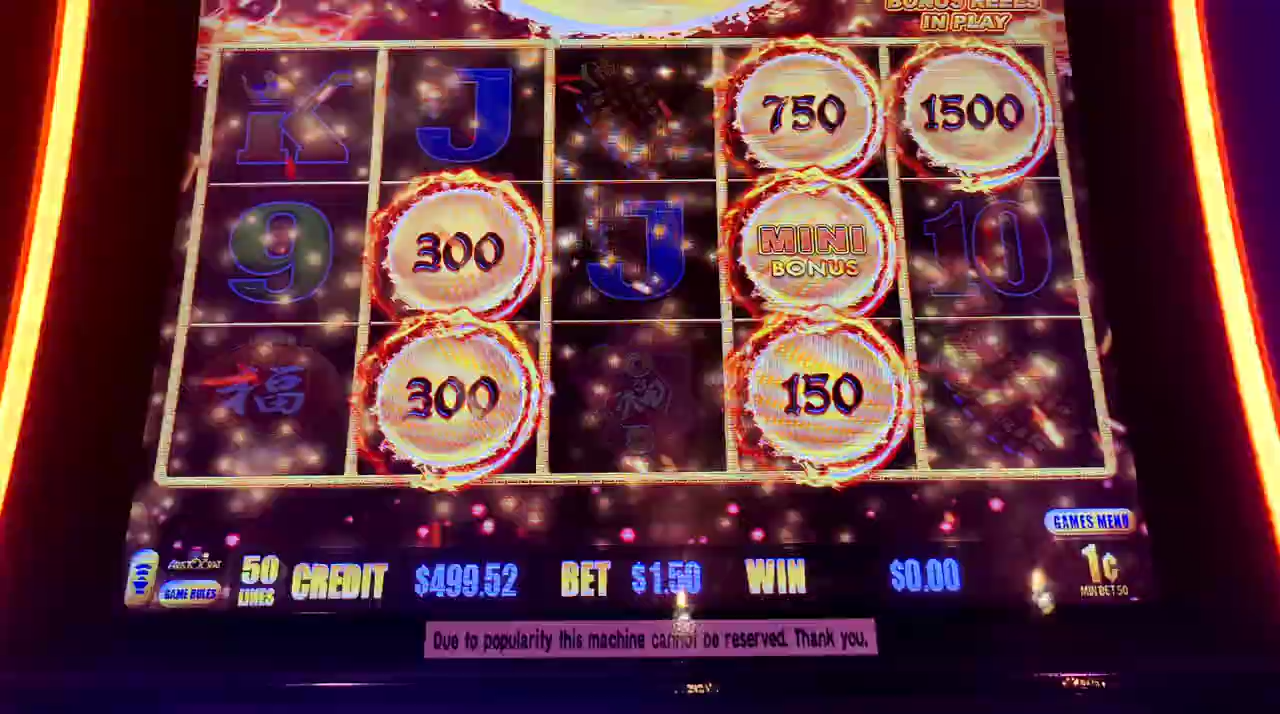 BONUS REELS
IN PLAY
K J 750 1500
9 300 J MINI BONUS 10
福 300 150
GAMES MENU
ARISTOCRAT
GAME RULES
50 LINES
CREDIT $499.52 BET $1.50 WIN $0.00
1¢
MIN BET 50
Due to popularity this machine cannot be reserved. Thank you.